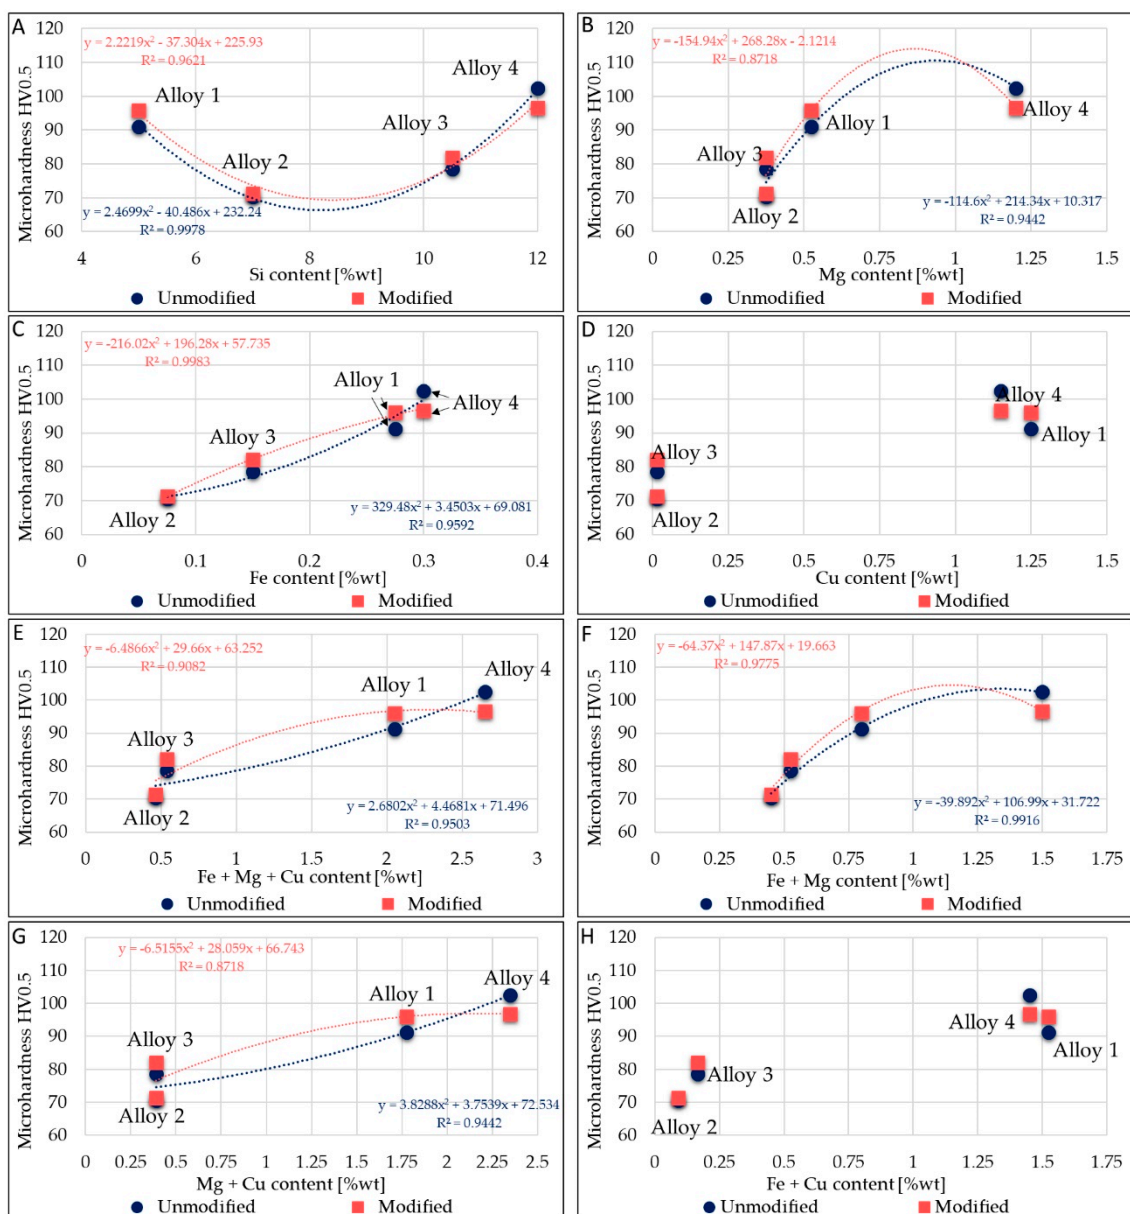 A
Microhardness HV0.5
120
110
100
90
80
70
60
y = 2.2219x² - 37.304x + 225.93
R² = 0.9621
Alloy 1
Alloy 2
Alloy 3
Alloy 4
y = 2.4699x² - 40.486x + 232.24
R² = 0.9978
4 6 8 10 12
Si content [%wt]
Unmodified Modified
B
Microhardness HV0.5
120
110
100
90
80
70
60
y = -154.94x² + 268.28x - 2.1214
R² = 0.8718
Alloy 4
Alloy 1
Alloy 3
Alloy 2
y = -114.6x² + 214.34x + 10.317
R² = 0.9442
0 0.25 0.5 0.75 1 1.25 1.5
Mg content [%wt]
Unmodified Modified
C
Microhardness HV0.5
120
110
100
90
80
70
60
y = -216.02x² + 196.28x + 57.735
R² = 0.9983
Alloy 1
Alloy 4
Alloy 3
Alloy 2
y = 329.48x² + 3.4503x + 69.081
R² = 0.9592
0 0.1 0.2 0.3 0.4
Fe content [%wt]
Unmodified Modified
D
Microhardness HV0.5
120
110
100
90
80
70
60
Alloy 4
Alloy 1
Alloy 3
Alloy 2
0 0.25 0.5 0.75 1 1.25 1.5
Cu content [%wt]
Unmodified Modified
E
Microhardness HV0.5
120
110
100
90
80
70
60
y = -6.4866x² + 29.66x + 63.252
R² = 0.9082
Alloy 4
Alloy 1
Alloy 3
Alloy 2
y = 2.6802x² + 4.4681x + 71.496
R² = 0.9503
0 0.5 1 1.5 2 2.5 3
Fe + Mg + Cu content [%wt]
Unmodified Modified
F
Microhardness HV0.5
120
110
100
90
80
70
60
y = -64.37x² + 147.87x + 19.663
R² = 0.9775
y = -39.892x² + 106.99x + 31.722
R² = 0.9916
0 0.25 0.5 0.75 1 1.25 1.5 1.75
Fe + Mg content [%wt]
Unmodified Modified
G
Microhardness HV0.5
120
110
100
90
80
70
60
y = -6.5155x² + 28.059x + 66.743
R² = 0.8718
Alloy 4
Alloy 1
Alloy 3
Alloy 2
y = 3.8288x² + 3.7539x + 72.534
R² = 0.9442
0 0.25 0.5 0.75 1 1.25 1.5 1.75 2 2.25 2.5
Mg + Cu content [%wt]
Unmodified Modified
H
Microhardness HV0.5
120
110
100
90
80
70
60
Alloy 4
Alloy 1
Alloy 3
Alloy 2
0 0.25 0.5 0.75 1 1.25 1.5 1.75
Fe + Cu content [%wt]
Unmodified Modified